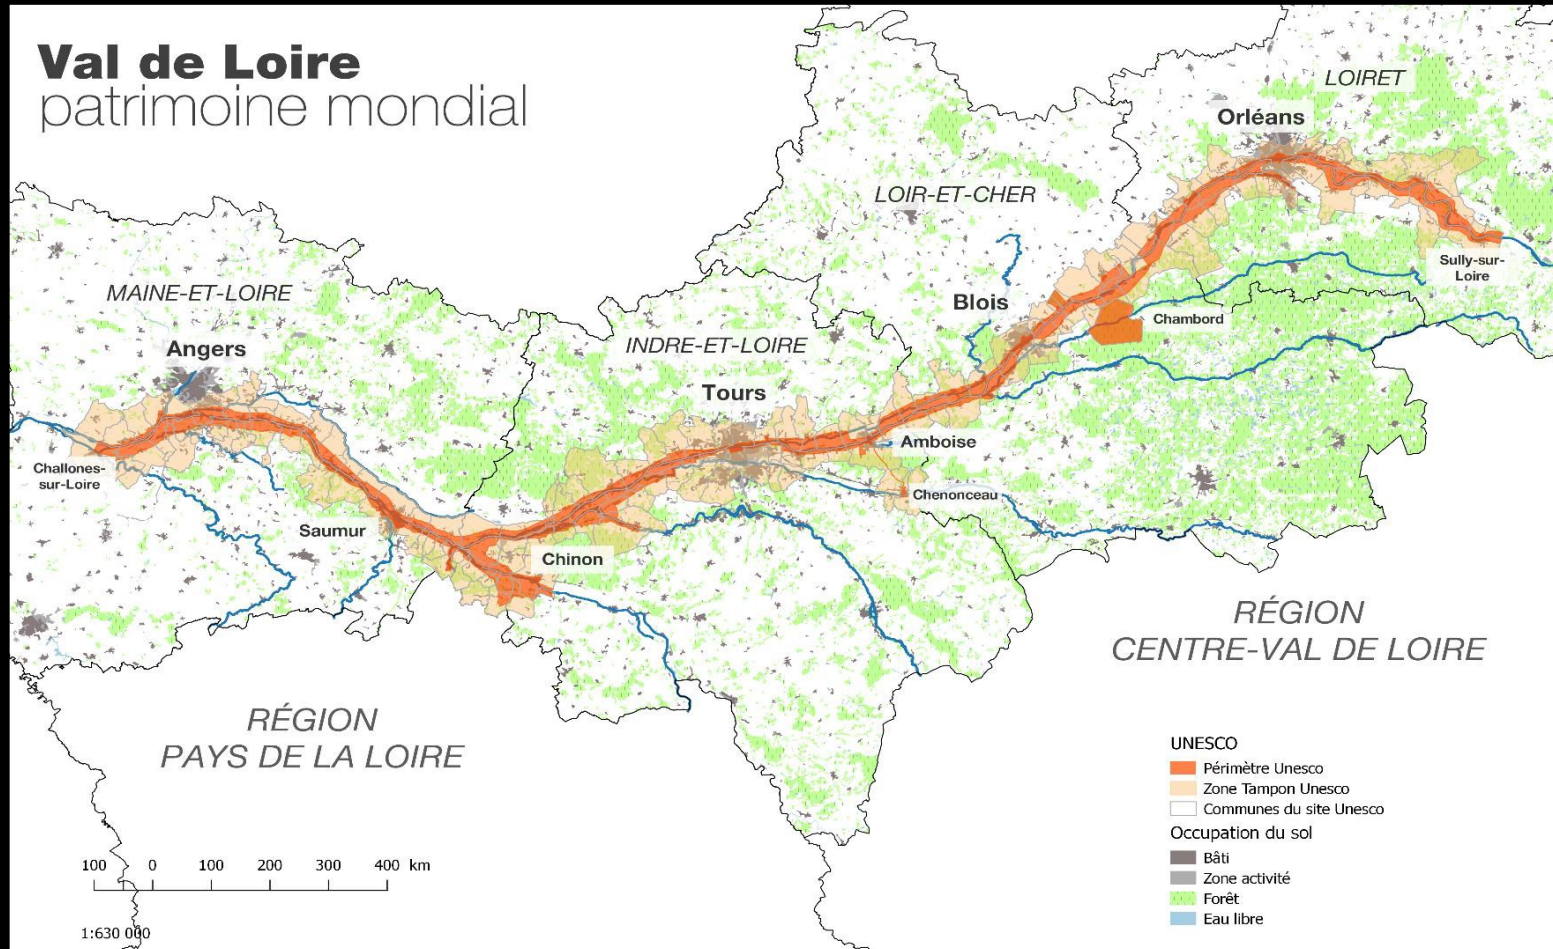 Val de Loire
patrimoine mondial
LOIRET
Orléans
LOIR-ET-CHER
Sully-sur-
Loire
MAINE-ET-LOIRE
Blois
Chambord
Angers
INDRE-ET-LOIRE
Tours
Amboise
Challones-
sur-Loire
Chenonceau
Saumur
Chinon
RÉGION
CENTRE-VAL DE LOIRE
RÉGION
PAYS DE LA LOIRE
UNESCO
Périmètre Unesco
Zone Tampon Unesco
Communes du site Unesco
Occupation du sol
Bâti
Zone activité
Forêt
Eau libre
100 0 100 200 300 400 km
1:630 000